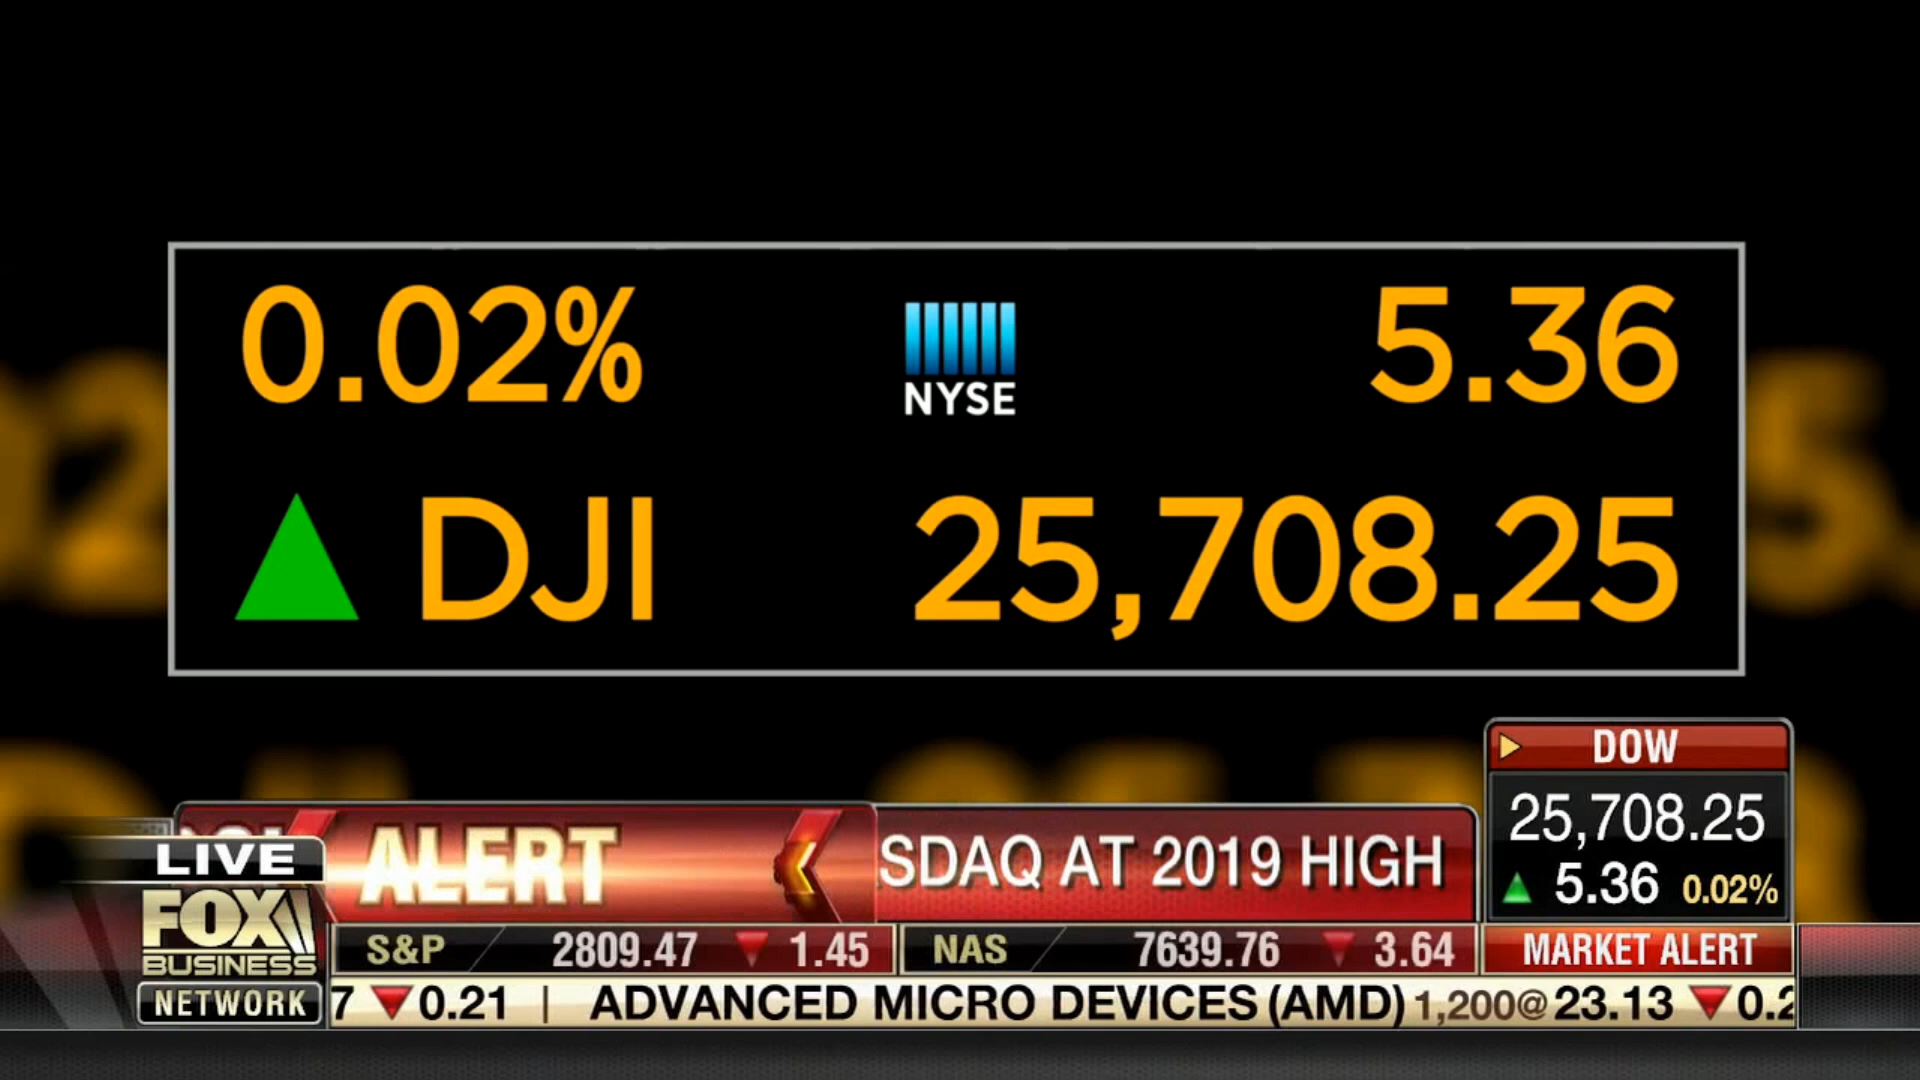 0.02% NYSE 5.36
▲ DJI 25,708.25
DOW
25,708.25
▲ 5.36 0.02%
MARKET ALERT
ALERT
SDAQ AT 2019 HIGH
LIVE
FOX
BUSINESS
NETWORK
S&P 2809.47 ▼ 1.45 NAS 7639.76 ▼ 3.64
7 ▼0.21 | ADVANCED MICRO DEVICES (AMD) 1,200@23.13 ▼0.2